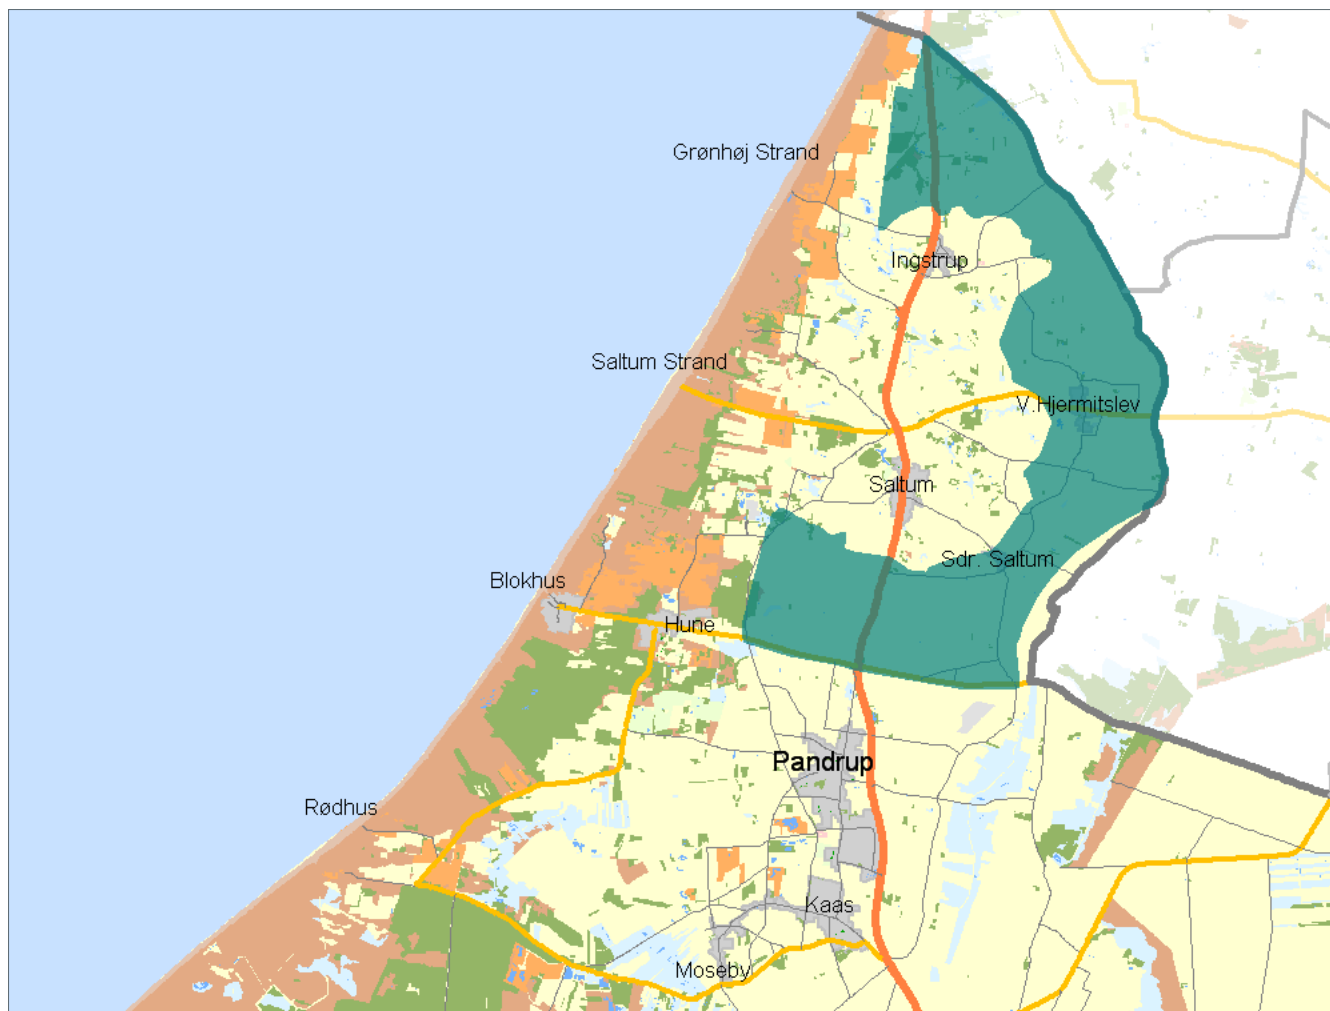 Grønhøj Strand
Ingstrup
Saltum Strand
V.Hjermitslev
Saltum
Sdr. Saltum
Blokhus
Hune
Pandrup
Rødhus
Kaas
Moseby